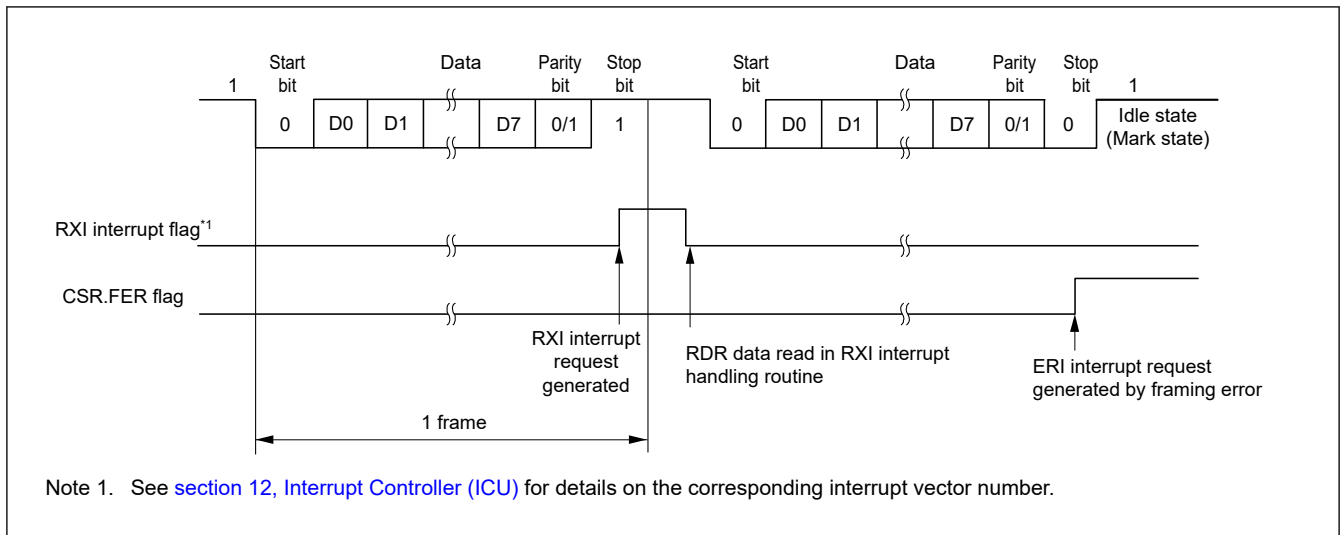 Start Data Parity Stop Start Data Parity Stop
1 bit bit bit bit bit bit 1
0 D0 D1 D7 0/1 1 0 D0 D1 D7 0/1 0 Idle state
(Mark state)
RXI interrupt flag*1
CSR.FER flag
RXI interrupt
request
generated
RDR data read in RXI interrupt
handling routine
ERI interrupt request
generated by framing error
1 frame
Note 1. See section 12, Interrupt Controller (ICU) for details on the corresponding interrupt vector number.